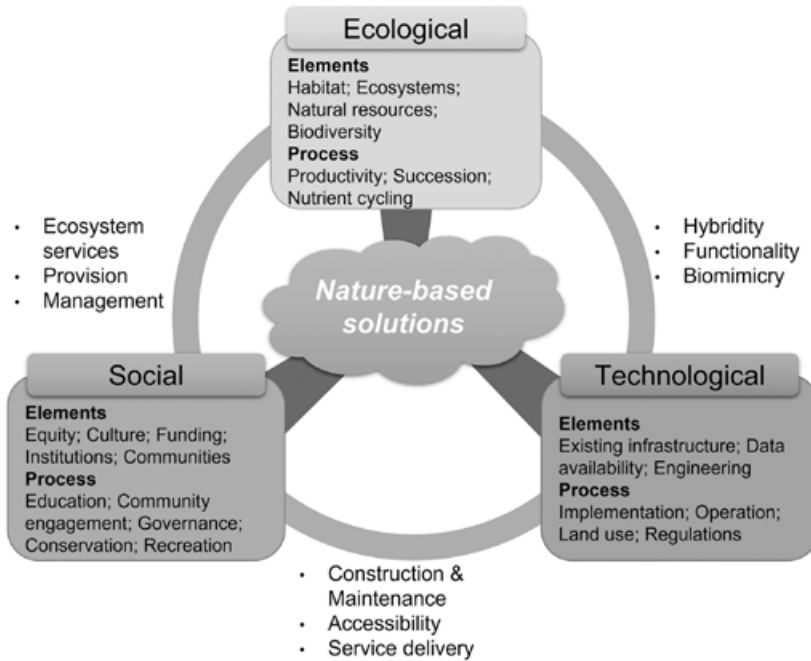 Ecological
Elements
Habitat; Ecosystems;
Natural resources;
Biodiversity
Process
Productivity; Succession;
Nutrient cycling
• Ecosystem
services
• Provision
• Management
• Hybridity
• Functionality
• Biomimicry
Nature-based
solutions
Social
Elements
Equity; Culture; Funding;
Institutions; Communities
Process
Education; Community
engagement; Governance;
Conservation; Recreation
Technological
Elements
Existing infrastructure; Data
availability; Engineering
Process
Implementation; Operation;
Land use; Regulations
• Construction &
Maintenance
• Accessibility
• Service delivery